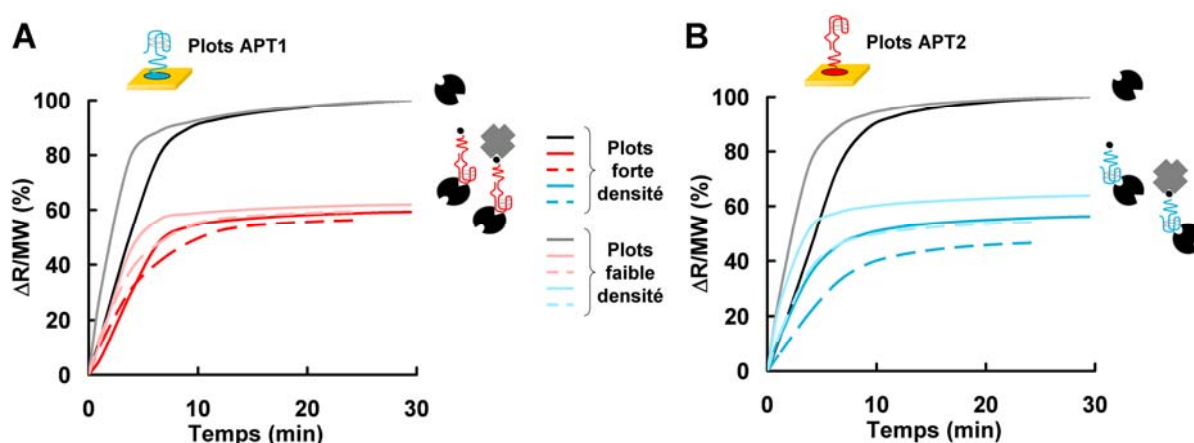 A
Plots APT1
ΔR/MW (%)
100
80
60
40
20
0
0
10
20
30
Temps (min)
Plots
forte
densité
Plots
faible
densité
B
Plots APT2
ΔR/MW (%)
100
80
60
40
20
0
0
10
20
30
Temps (min)